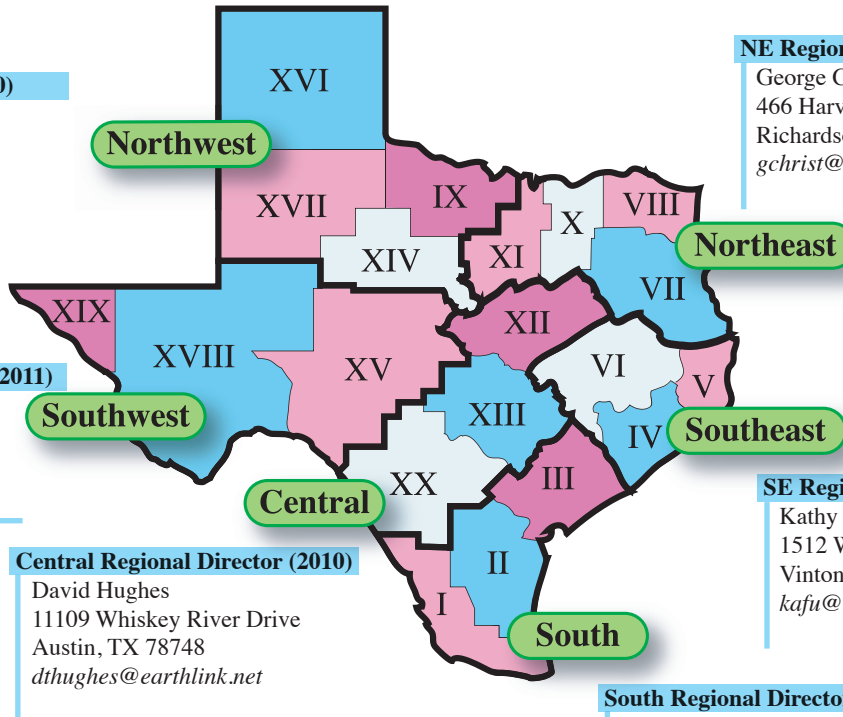 0)
NE Region
George C
466 Harv
Richards
gchrist@
XVI
Northwest
XVII
IX
XIV
XI
X
VIII
Northeast
VII
XIX
XVIII
XV
XII
VI
V
2011)
Southwest
XIII
IV
Southeast
XX
III
Central
SE Regi
Kathy
1512 W
Vinton
kafu@
Central Regional Director (2010)
David Hughes
11109 Whiskey River Drive
Austin, TX 78748
dthughes@earthlink.net
II
I
South
South Regional Directo